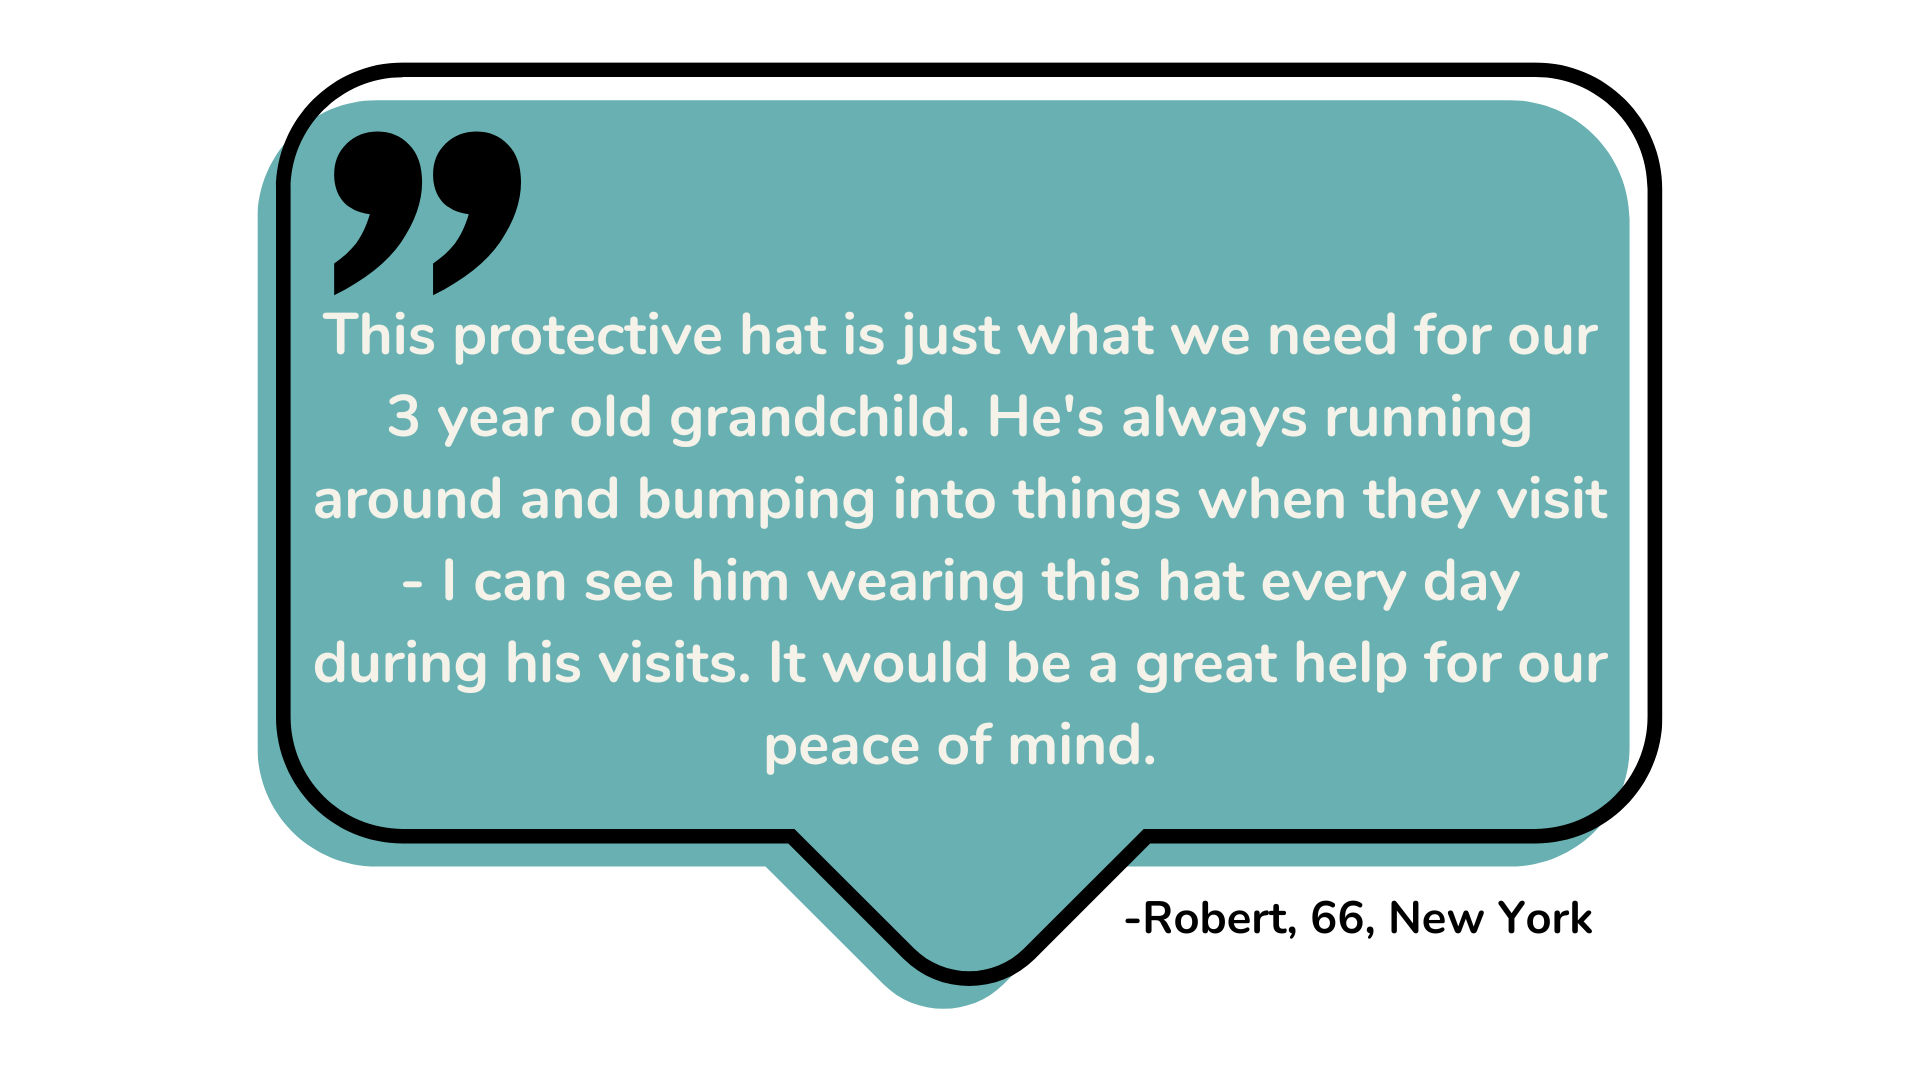 ”
This protective hat is just what we need for our
3 year old grandchild. He's always running
around and bumping into things when they visit
- I can see him wearing this hat every day
during his visits. It would be a great help for our
peace of mind.
-Robert, 66, New York